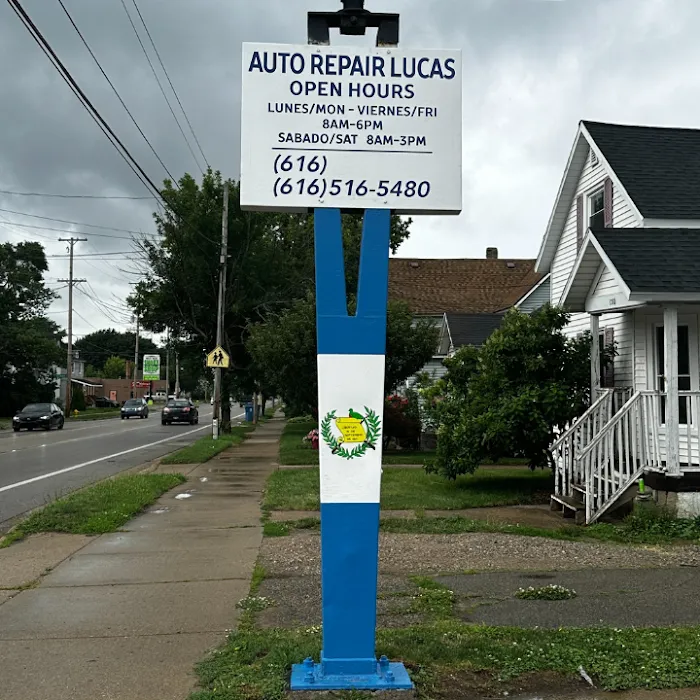 AUTO REPAIR LUCAS
OPEN HOURS
LUNES/MON - VIERNES/FRI
8AM-6PM
SABADO/SAT 8AM-3PM
(616)
(616)516-5480